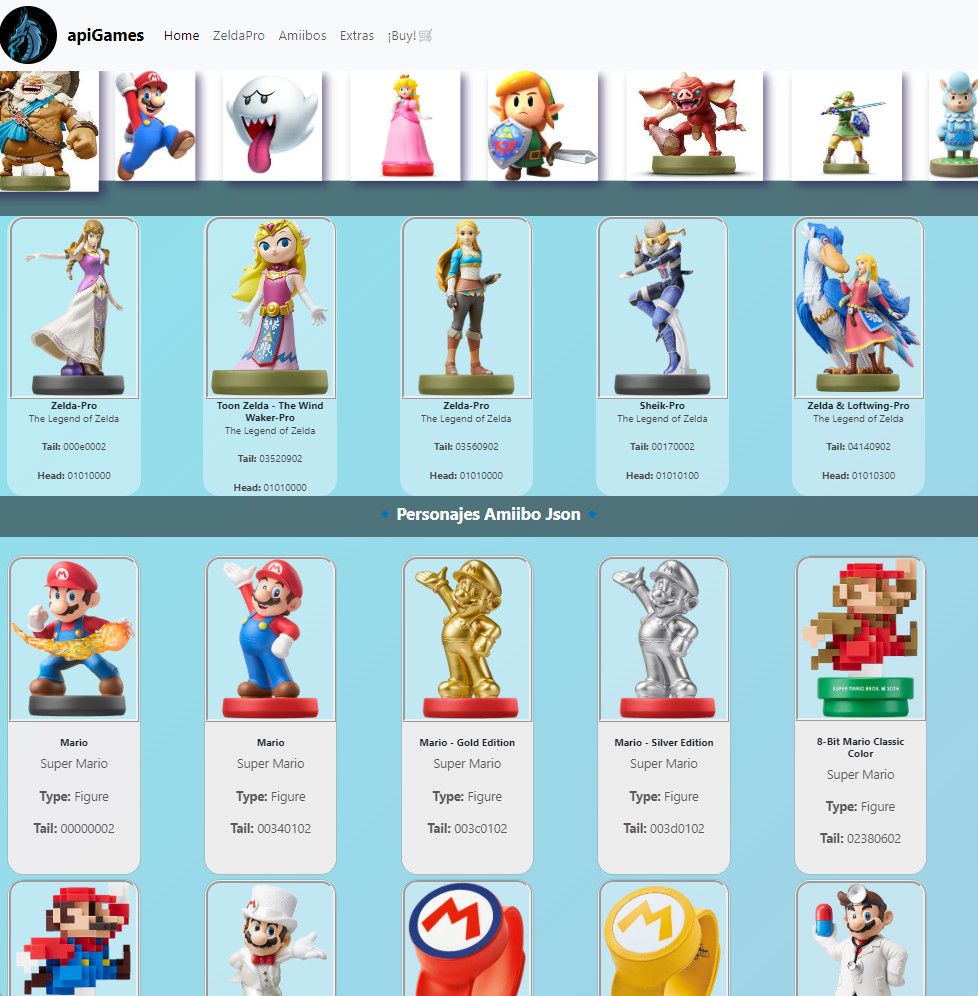 apiGames Home ZeldaPro Amiibos Extras ¡Buy!🛒
Zelda-Pro
The Legend of Zelda
Tail: 000e0002
Head: 01010000
Toon Zelda - The Wind
Waker-Pro
The Legend of Zelda
Tail: 03520902
Head: 01010000
Zelda-Pro
The Legend of Zelda
Tail: 03560902
Head: 01010000
Sheik-Pro
The Legend of Zelda
Tail: 00170002
Head: 01010100
Zelda & Loftwing-Pro
The Legend of Zelda
Tail: 04140902
Head: 01010300
🔹 Personajes Amiibo Json 🔹
Mario
Super Mario
Type: Figure
Tail: 00000002
Mario
Super Mario
Type: Figure
Tail: 00340102
Mario - Gold Edition
Super Mario
Type: Figure
Tail: 003c0102
Mario - Silver Edition
Super Mario
Type: Figure
Tail: 003d0102
SUPER MARIO BROS. 30TH
8-Bit Mario Classic
Color
Super Mario
Type: Figure
Tail: 02380602